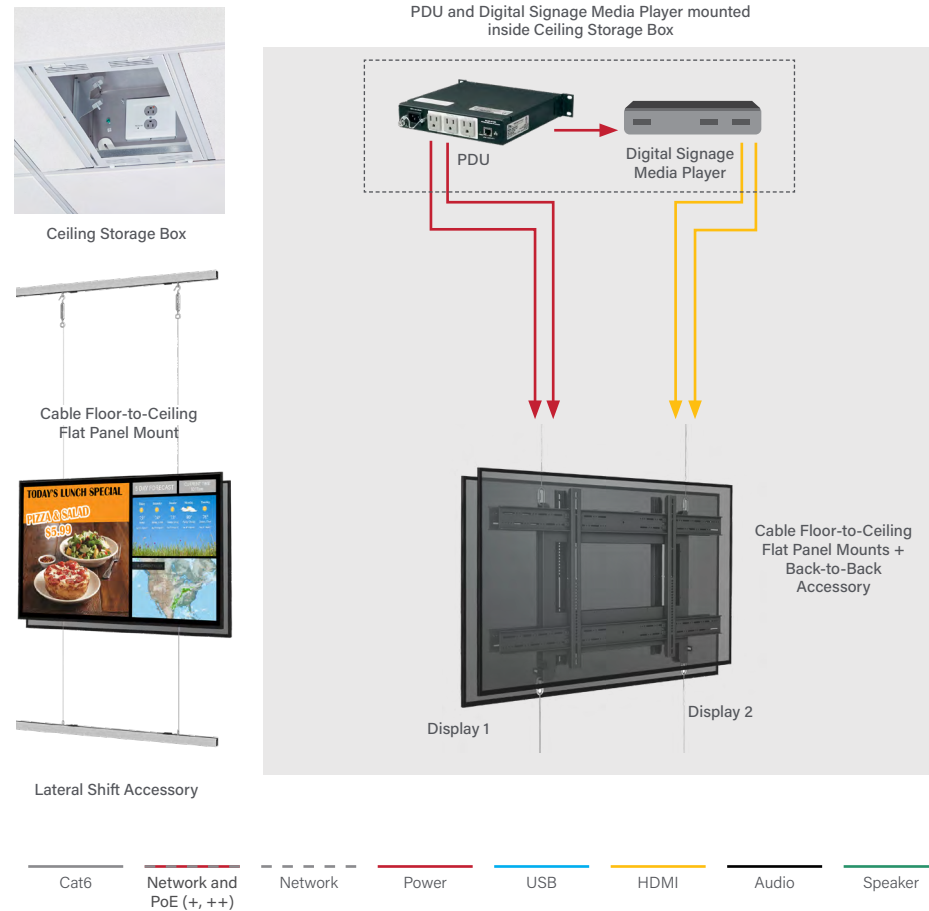 PDU and Digital Signage Media Player mounted
inside Ceiling Storage Box
PDU
Digital Signage
Media Player
Ceiling Storage Box
Cable Floor-to-Ceiling
Flat Panel Mount
TODAY'S LUNCH SPECIAL
PIZZA & SALAD
$5.99
5 DAY FORECAST
Cable Floor-to-Ceiling
Flat Panel Mounts +
Back-to-Back
Accessory
Display 1
Display 2
Lateral Shift Accessory
Cat6
Network and
PoE (+, ++)
Network
Power
USB
HDMI
Audio
Speaker